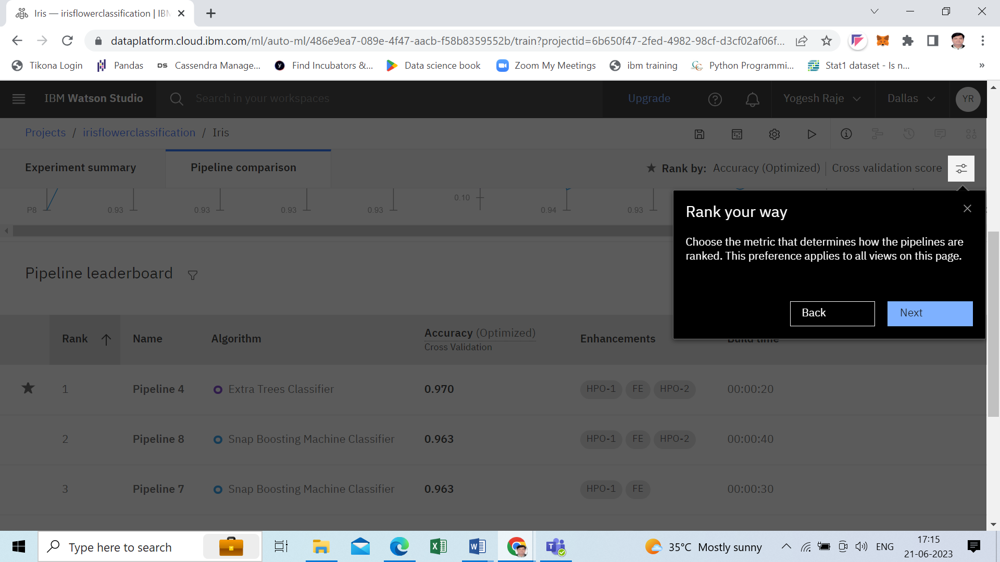 Iris — irisflowerclassification | IBM
dataplatform.cloud.ibm.com/ml/auto-ml/486e9ea7-089e-4f47-aacb-f58b8359552b/train?projectid=6b650f47-2fed-4982-98cf-d3cf02af06f...
Tikona Login Pandas DS Cassendra Manage... Find Incubators &... Data science book Zoom My Meetings ibm training Python Programmi... Stat1 dataset - Is n... »
IBM Watson Studio Search in your workspaces Upgrade Yogesh Raje Dallas YR
Projects / irisflowerclassification / Iris
Experiment summary Pipeline comparison Rank by: Accuracy (Optimized) Cross validation score
P8 0.93 0.93 0.93 0.93 0.10 0.94 0.93
Rank your way
Choose the metric that determines how the pipelines are
ranked. This preference applies to all views on this page.
Back Next
Pipeline leaderboard
Rank Name Algorithm Accuracy (Optimized) Enhancements Build time
Cross Validation
1 Pipeline 4 Extra Trees Classifier 0.970 HPO-1 FE HPO-2 00:00:20
2 Pipeline 8 Snap Boosting Machine Classifier 0.963 HPO-1 FE HPO-2 00:00:40
3 Pipeline 7 Snap Boosting Machine Classifier 0.963 HPO-1 FE 00:00:30
Type here to search 35°C Mostly sunny ENG 17:15
21-06-2023